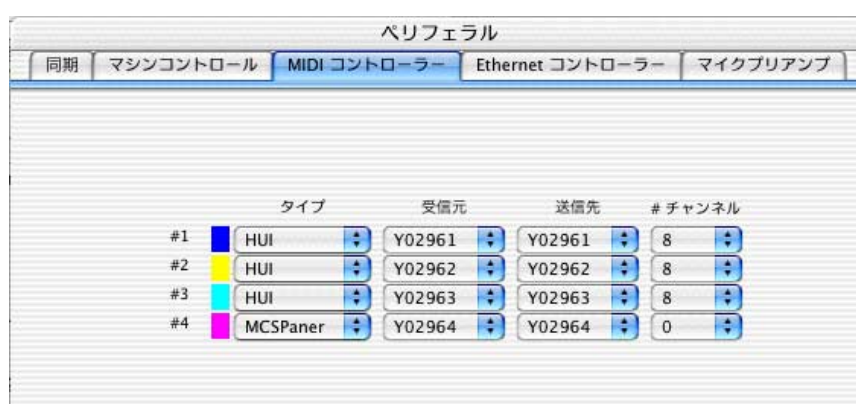 ペリフェラル
同期 マシンコントロール MIDI コントローラー Ethernet コントローラー マイクプリアンプ
タイプ 受信元 送信先 # チャンネル
#1 HUI Y02961 Y02961 8
#2 HUI Y02962 Y02962 8
#3 HUI Y02963 Y02963 8
#4 MCSPaner Y02964 Y02964 0